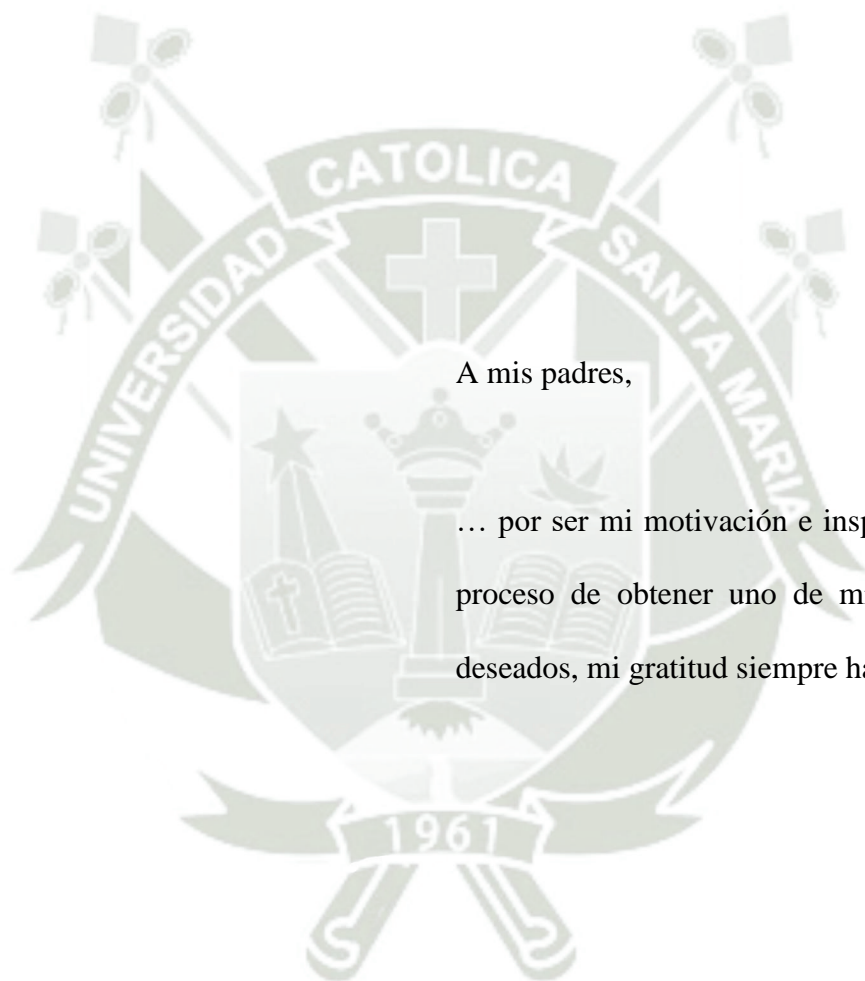 CATOLICA
UNIVERSIDAD
SANTA MARIA
A mis padres,
… por ser mi motivación e insp
proceso de obtener uno de m
deseados, mi gratitud siempre ha
1961